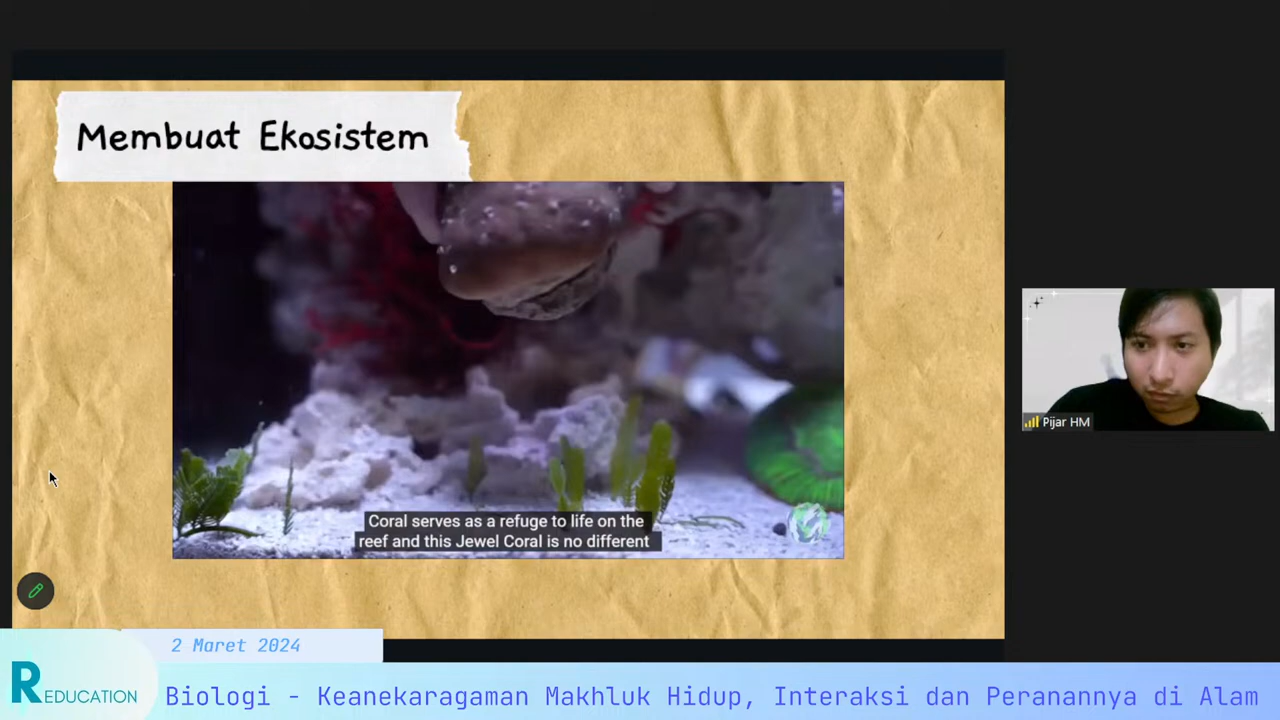 Membuat Ekosistem
Coral serves as a refuge to life on the
reef and this Jewel Coral is no different
Pijar HM
2 Maret 2024
R EDUCATION
Biologi - Keanekaragaman Makhluk Hidup, Interaksi dan Peranannya di Alam